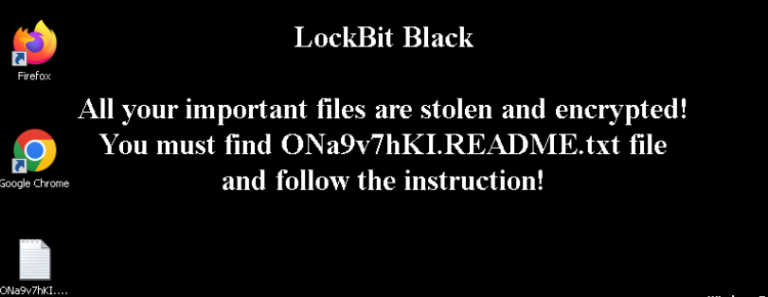 LockBit Black
Firefox
All your important files are stolen and encrypted!
You must find ONa9v7hKI.README.txt file
and follow the instruction!
Google Chrome
ONa9v7hKI....